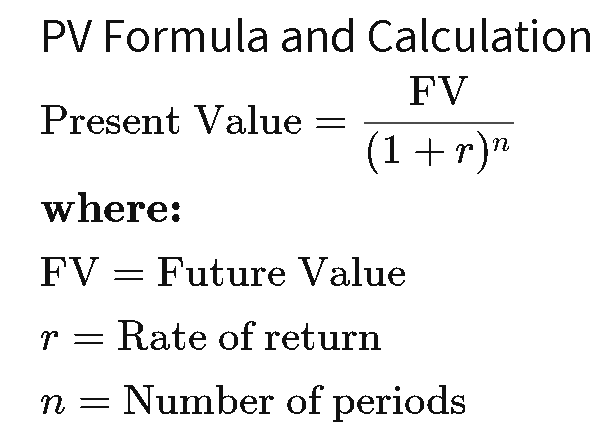 PV Formula and Calculation
Present Value = FV / (1 + r)ⁿ
where:
FV = Future Value
r = Rate of return
n = Number of periods